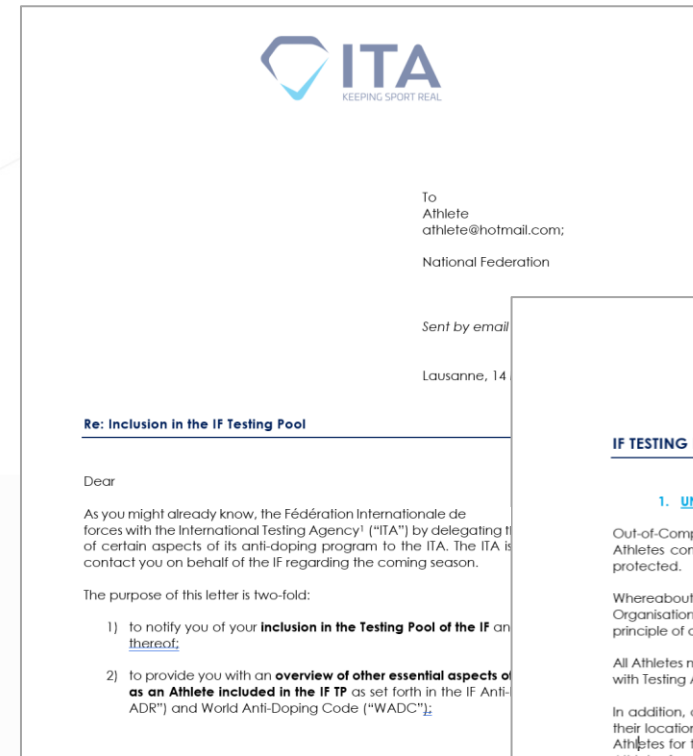 ITA
KEEPING SPORT REAL
To
Athlete
athlete@hotmail.com;
National Federation
Sent by email
Lausanne, 14
Re: Inclusion in the IF Testing Pool
Dear
As you might already know, the Fédération Internationale de
forces with the International Testing Agency¹ ("ITA") by delegating
of certain aspects of its anti-doping program to the ITA. The ITA is
contact you on behalf of the IF regarding the coming season.
The purpose of this letter is two-fold:
1) to notify you of your inclusion in the Testing Pool of the IF
thereof;
2) to provide you with an overview of other essential aspects
as an Athlete included in the IF TP as set forth in the IF Anti-
ADR") and World Anti-Doping Code ("WADC");
IF TESTING
1.
Out-of-Comp
Athletes
protected.
Whereabout
Organisation
principle of
All Athletes
with Testing
In addition,
their location
Athletes for